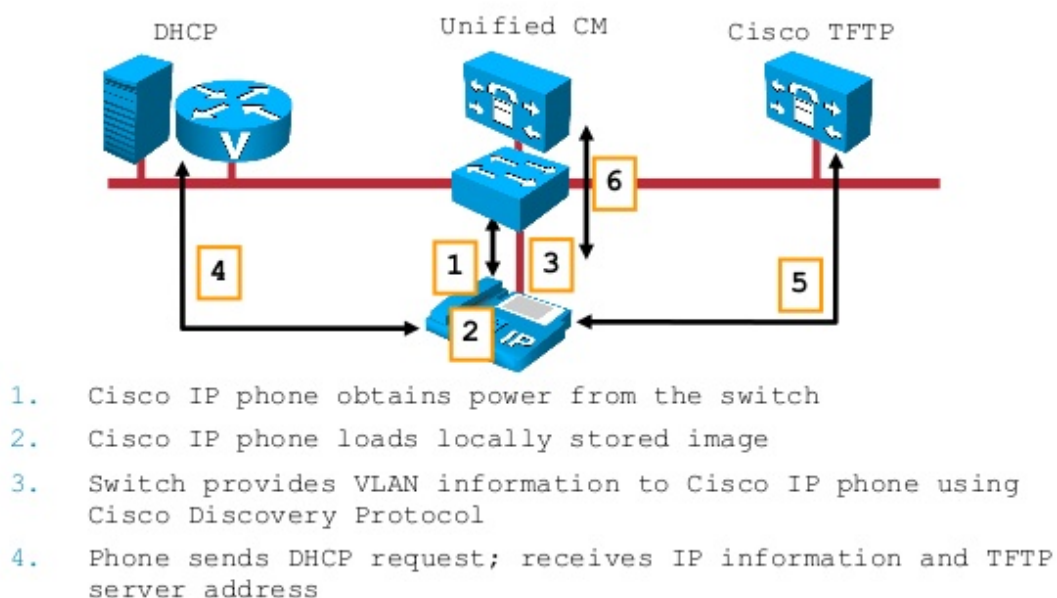 DHCP
Unified CM
Cisco TFTP
V
6
1
3
4
5
2
IP
1. Cisco IP phone obtains power from the switch
2. Cisco IP phone loads locally stored image
3. Switch provides VLAN information to Cisco IP phone using
Cisco Discovery Protocol
4. Phone sends DHCP request; receives IP information and TFTP
server address